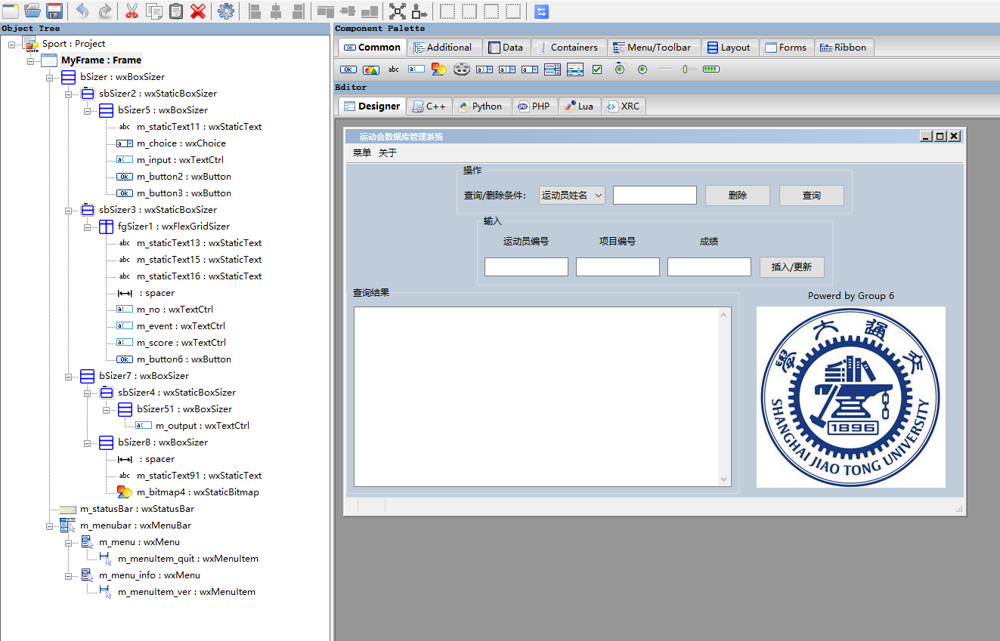 Object Tree
Sport : Project
MyFrame : Frame
bSizer : wxBoxSizer
sbSizer2 : wxStaticBoxSizer
bSizer5 : wxBoxSizer
m_staticText11 : wxStaticText
m_choice : wxChoice
m_input : wxTextCtrl
m_button2 : wxButton
m_button3 : wxButton
sbSizer3 : wxStaticBoxSizer
fgSizer1 : wxFlexGridSizer
m_staticText13 : wxStaticText
m_staticText15 : wxStaticText
m_staticText16 : wxStaticText
: spacer
m_no : wxTextCtrl
m_event : wxTextCtrl
m_score : wxTextCtrl
m_button6 : wxButton
bSizer7 : wxBoxSizer
sbSizer4 : wxStaticBoxSizer
bSizer51 : wxBoxSizer
m_output : wxTextCtrl
bSizer8 : wxBoxSizer
: spacer
m_staticText91 : wxStaticText
m_bitmap4 : wxStaticBitmap
m_statusBar : wxStatusBar
m_menubar : wxMenuBar
m_menu : wxMenu
m_menuItem_quit : wxMenuItem
m_menu_info : wxMenu
m_menuItem_ver : wxMenuItem
Component Palette
Common Additional Data Containers Menu/Toolbar Layout Forms Ribbon
Editor
Designer C++ Python PHP Lua XRC
运动会数据库管理系统
菜单 关于
操作
查询/删除条件: 运动员姓名 删除 查询
输入
运动员编号 项目编号 成绩
插入/更新
查询结果
Powerd by Group 6
學大通交
1896
SHANGHAI JIAO TONG UNIVERSITY